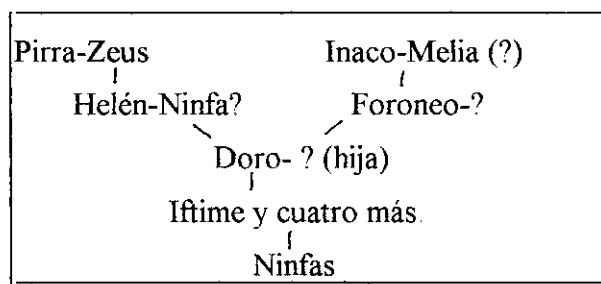 Pirra-Zeus Inaco-Melia (?)
Helén-Ninfa? Foroneo-?
Doro- ? (hija)
Iftime y cuatro más
Ninfas